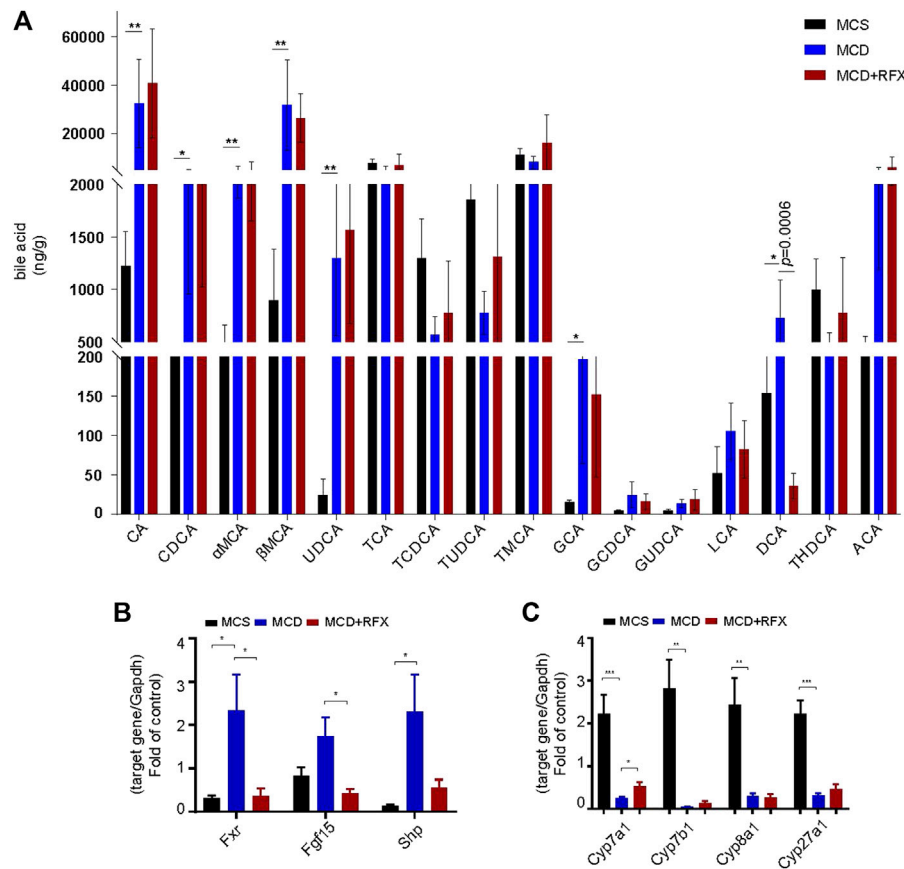 A
MCS
MCD
MCD+RFX
bile acid
(ng/g)
60000
40000
20000
2000
1500
1000
500
200
150
100
50
0
**
*
**
**
**
*
*
p=0.0006
CA
CDCA
αMCA
βMCA
UDCA
TCA
TCDCA
TUDCA
TMCA
GCA
GCDCA
GUDCA
LCA
DCA
THDCA
ACA
B
MCS MCD MCD+RFX
(target gene/Gapdh)
Fold of control)
4
3
2
1
0
*
*
*
*
Fxr
Fgf15
Shp
C
MCS MCD MCD+RFX
(target gene/Gapdh)
Fold of control)
4
3
2
1
0
***
*
**
**
***
Cyp7a1
Cyp7b1
Cyp8a1
Cyp27a1